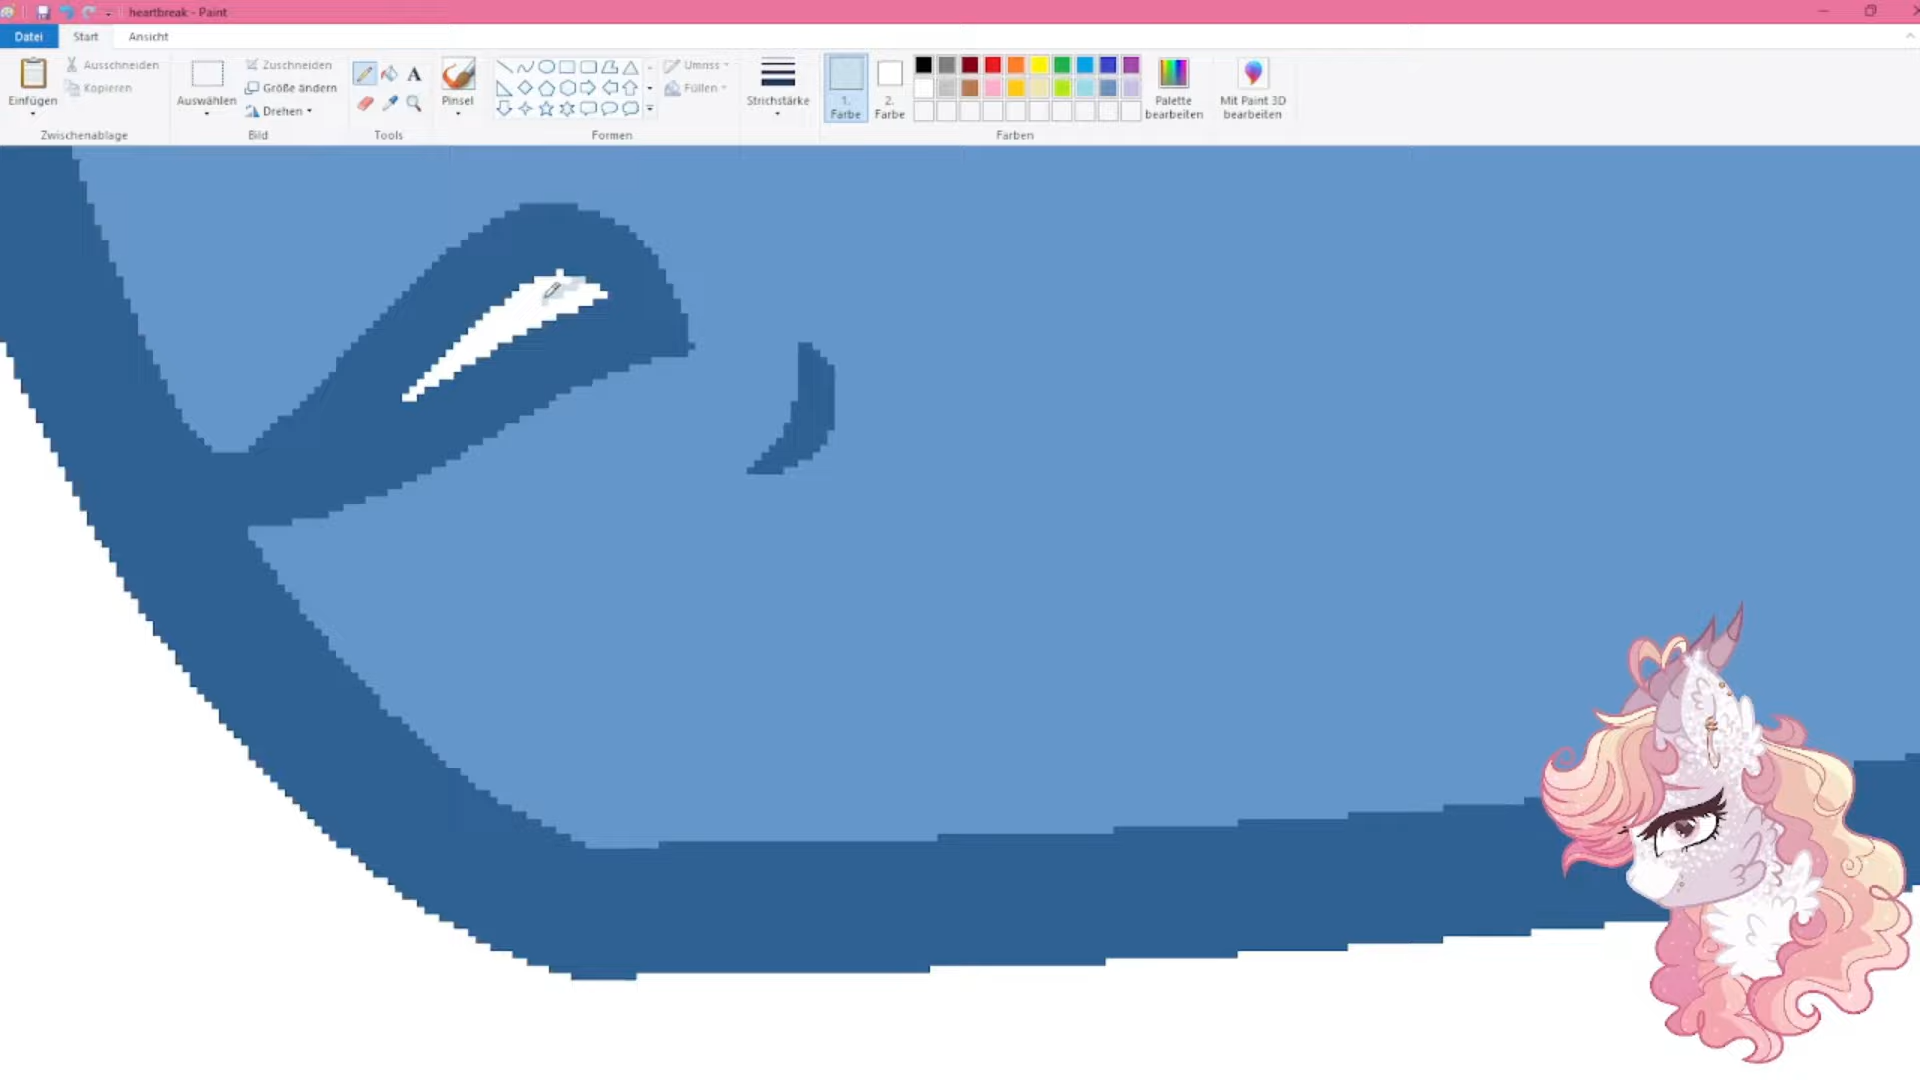 heartbreak - Paint
Datei Start Ansicht
Einfügen
Ausschneiden
Kopieren
Zwischenablage
Auswählen
Zuschneiden
Größe ändern
Drehen
Bild
A
Tools
Pinsel
Umriss
Füllen
Formen
Strichstärke
1. Farbe
2. Farbe
Farben
Palette bearbeiten
Mit Paint 3D bearbeiten